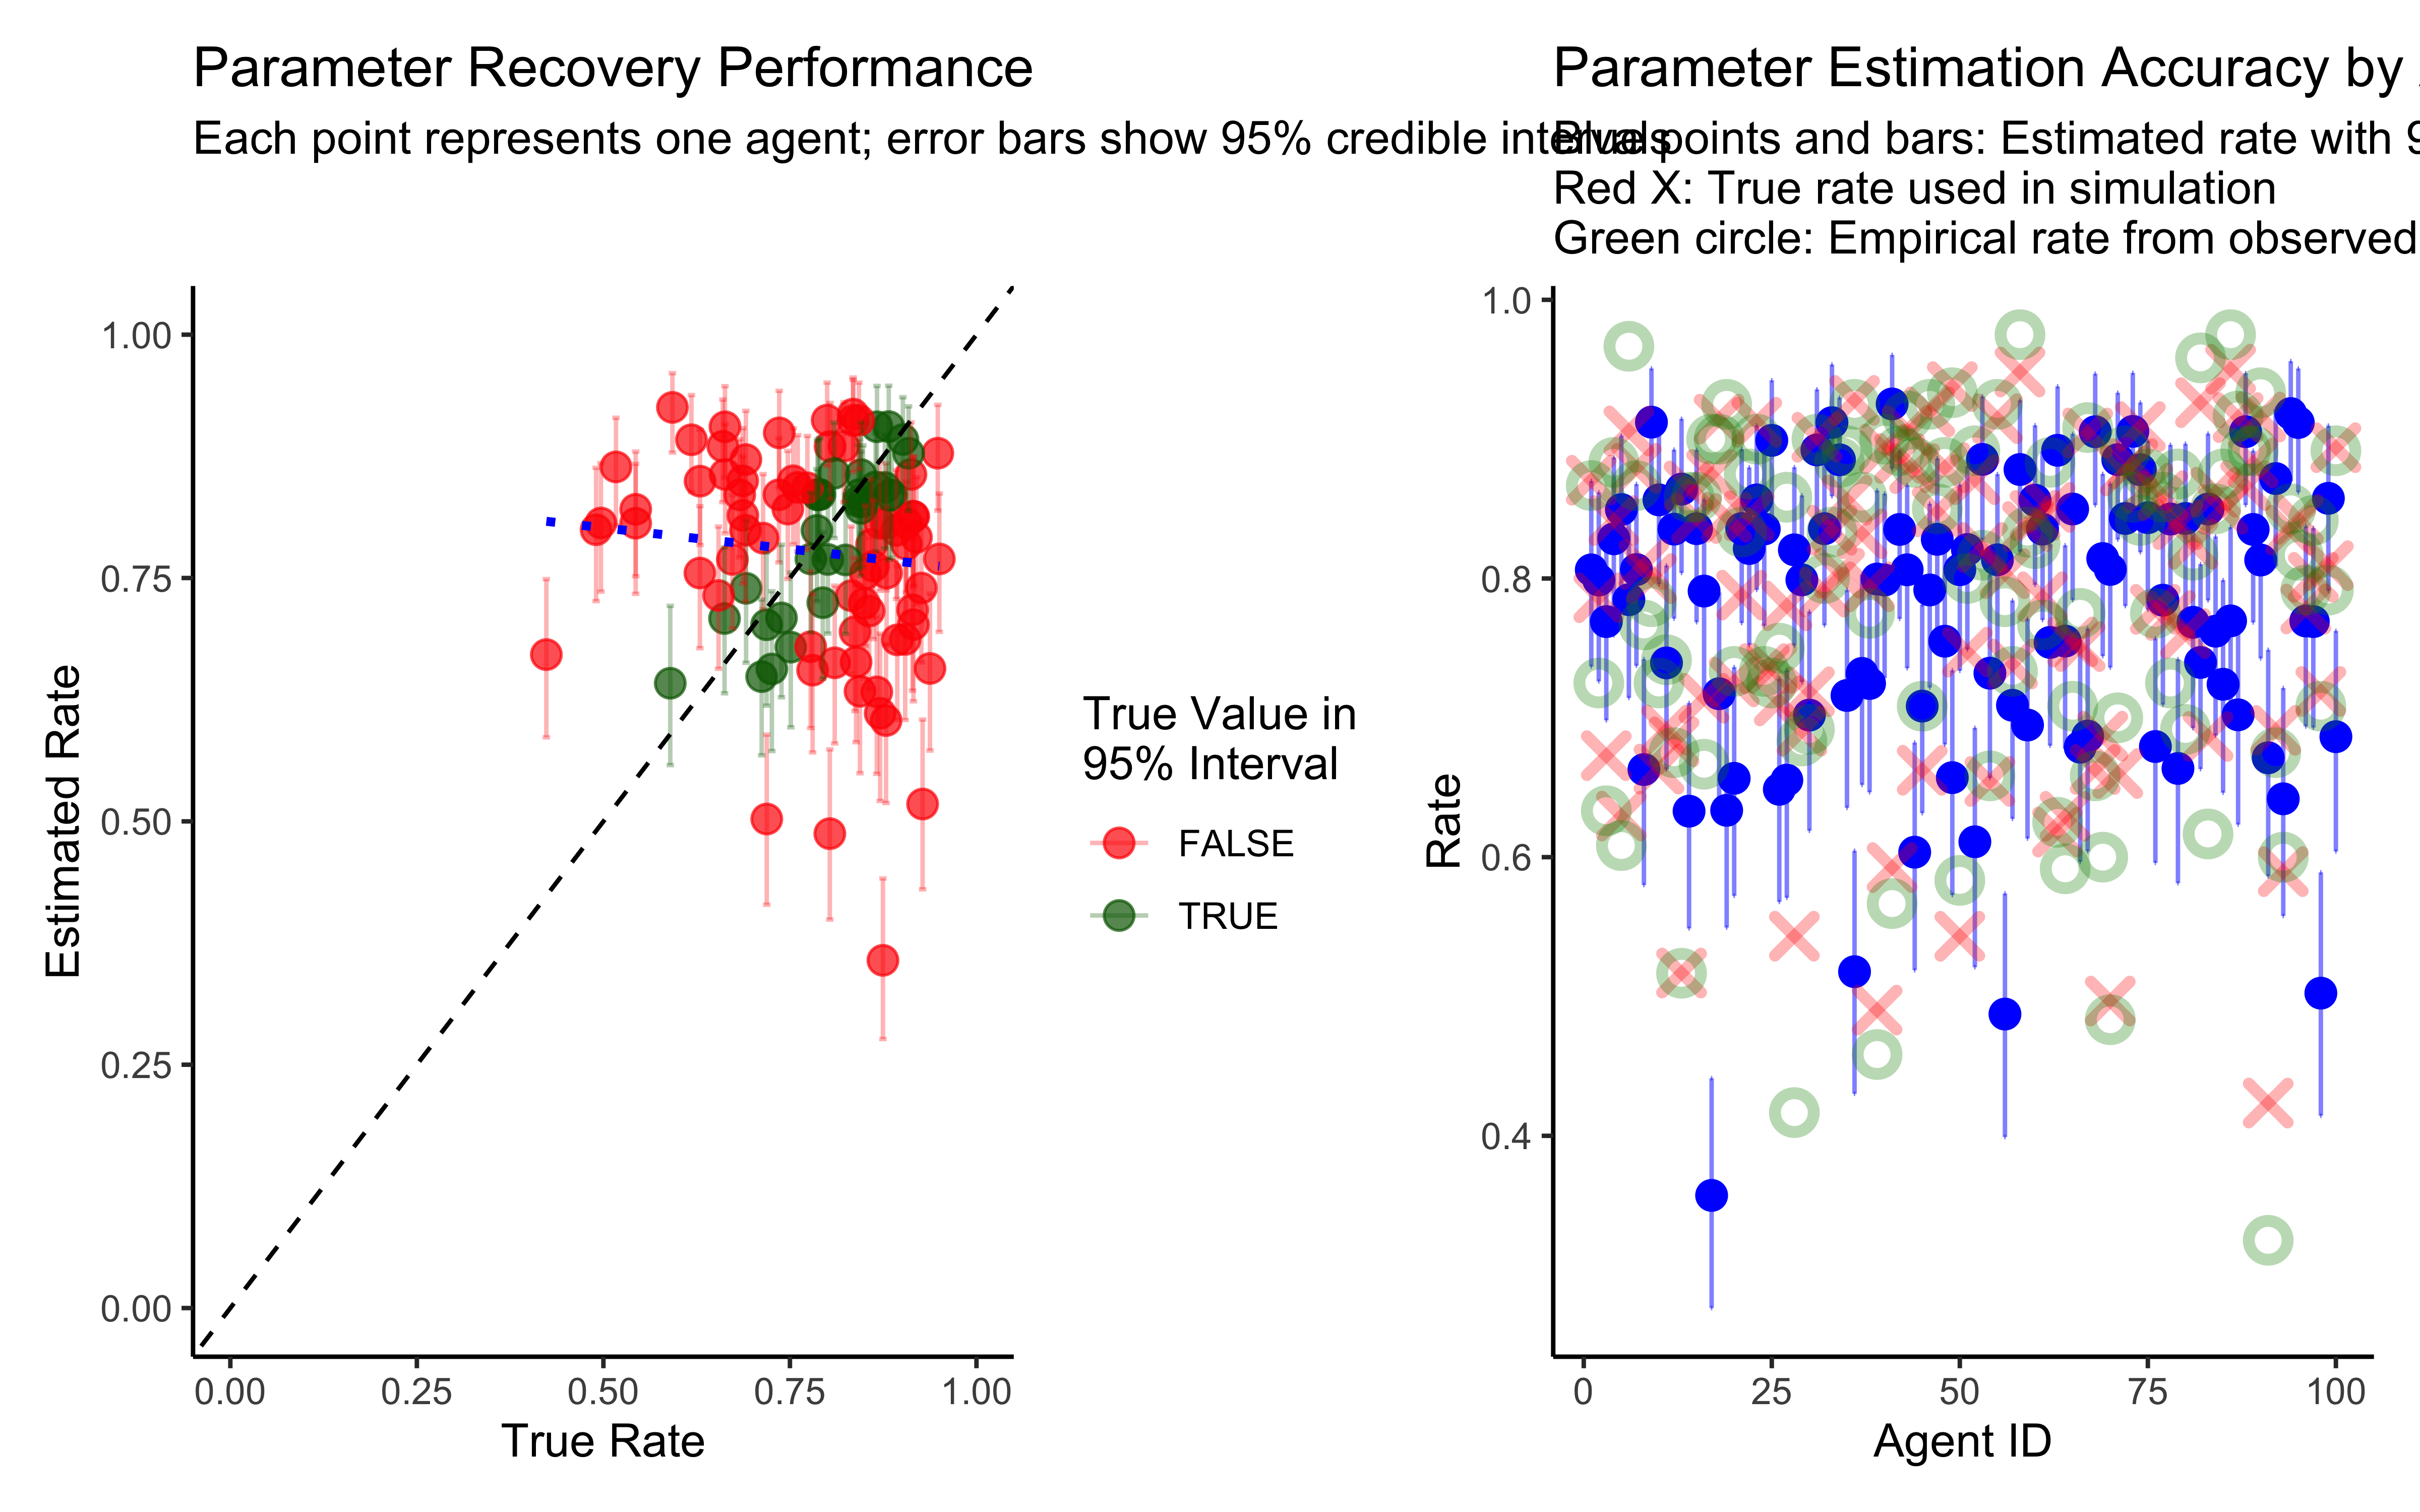 Parameter Recovery Performance
Each point represents one agent; error bars show 95% credible intervals
1.00
0.75
0.50
0.25
0.00
Estimated Rate
0.00 0.25 0.50 0.75 1.00
True Rate
True Value in
95% Interval
FALSE
TRUE
Parameter Estimation Accuracy by
Blue points and bars: Estimated rate with 9
Red X: True rate used in simulation
Green circle: Empirical rate from observed
1.0
0.8
0.6
0.4
Rate
0 25 50 75 100
Agent ID